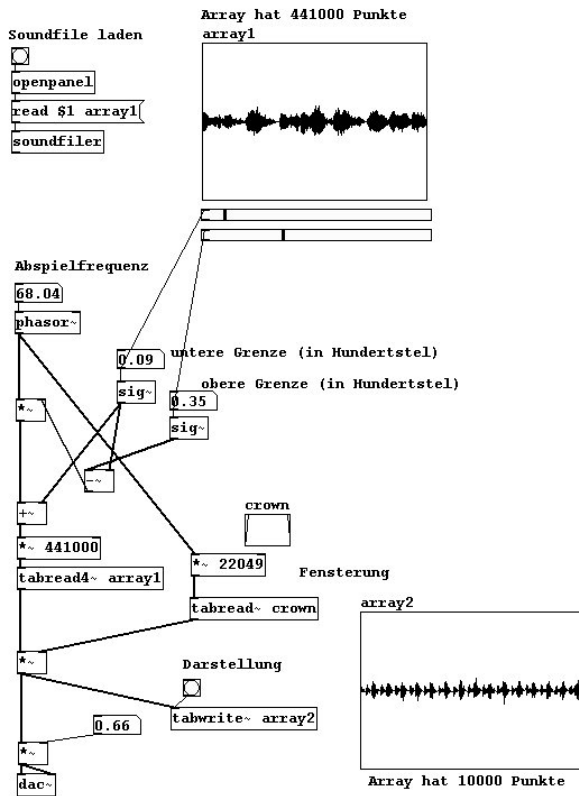 Array hat 441000 Punkte
Soundfile laden
array1
openpanel
read $1 array1
soundfiler
Abspielfrequenz
68.04
phasor~
0.09
untere Grenze (in Hundertstel)
sig~
obere Grenze (in Hundertstel)
*~
0.35
sig~
-~
crown
+~
*~ 441000
*~ 22049
Fensterung
tabread4~ array1
tabread~ crown
array2
*~
Darstellung
tabwrite~ array2
0.66
*~
dac~
Array hat 10000 Punkte